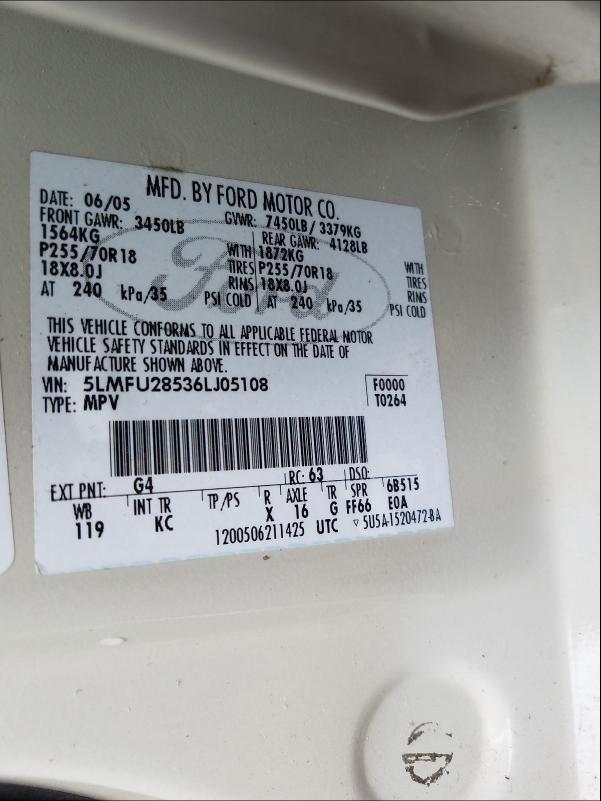 MFD. BY FORD MOTOR CO.
DATE: 06/05 GVWR: 7450LB/ 3379KG
FRONT GAWR: 3450LB REAR GAWR: 4128LB
1564KG WITH 1872KG WITH
P255/70R18 TIRES P255/70R18 TIRES
18X8.0J RIMS 18X8.0J RIMS
AT 240 kPa/35 PSI COLD AT 240 kPa/35 PSI COLD
Ford
THIS VEHICLE CONFORMS TO ALL APPLICABLE FEDERAL MOTOR
VEHICLE SAFETY STANDARDS IN EFFECT ON THE DATE OF
MANUFACTURE SHOWN ABOVE.
VIN: 5LMFU28536LJ05108 F0000
TYPE: MPV T0264
EXT PNT: G4 RC: 63 DSO: 6B515
WB INT TR TP/PS R AXLE TR SPR E0A
119 KC X 16 G FF66
1200506211425 UTC ▽ 5U5A-1520472-BA